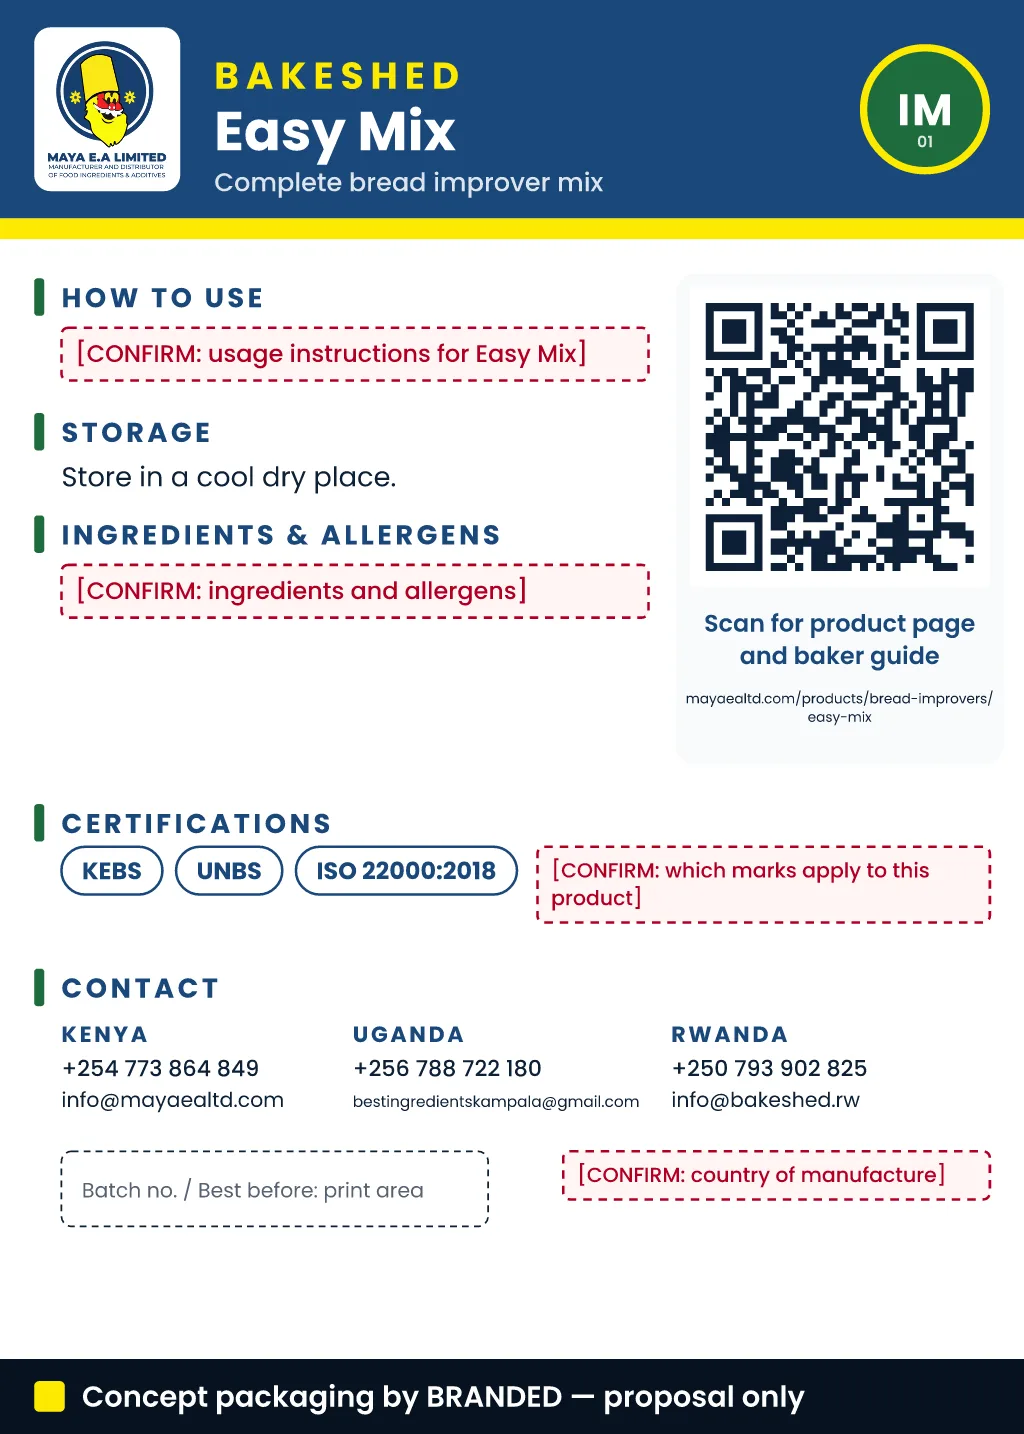 MAYA E.A LIMITED
MANUFACTURER AND DISTRIBUTOR
OF FOOD INGREDIENTS & ADDITIVES
BAKESHED
Easy Mix
Complete bread improver mix
IM
01
HOW TO USE
[CONFIRM: usage instructions for Easy Mix]
STORAGE
Store in a cool dry place.
INGREDIENTS & ALLERGENS
[CONFIRM: ingredients and allergens]
Scan for product page
and baker guide
mayaealtd.com/products/bread-improvers/
easy-mix
CERTIFICATIONS
KEBS
UNBS
ISO 22000:2018
[CONFIRM: which marks apply to this
product]
CONTACT
KENYA
+254 773 864 849
info@mayaealtd.com
UGANDA
+256 788 722 180
bestingredientskampala@gmail.com
RWANDA
+250 793 902 825
info@bakeshed.rw
Batch no. / Best before: print area
[CONFIRM: country of manufacture]
Concept packaging by BRANDED — proposal only